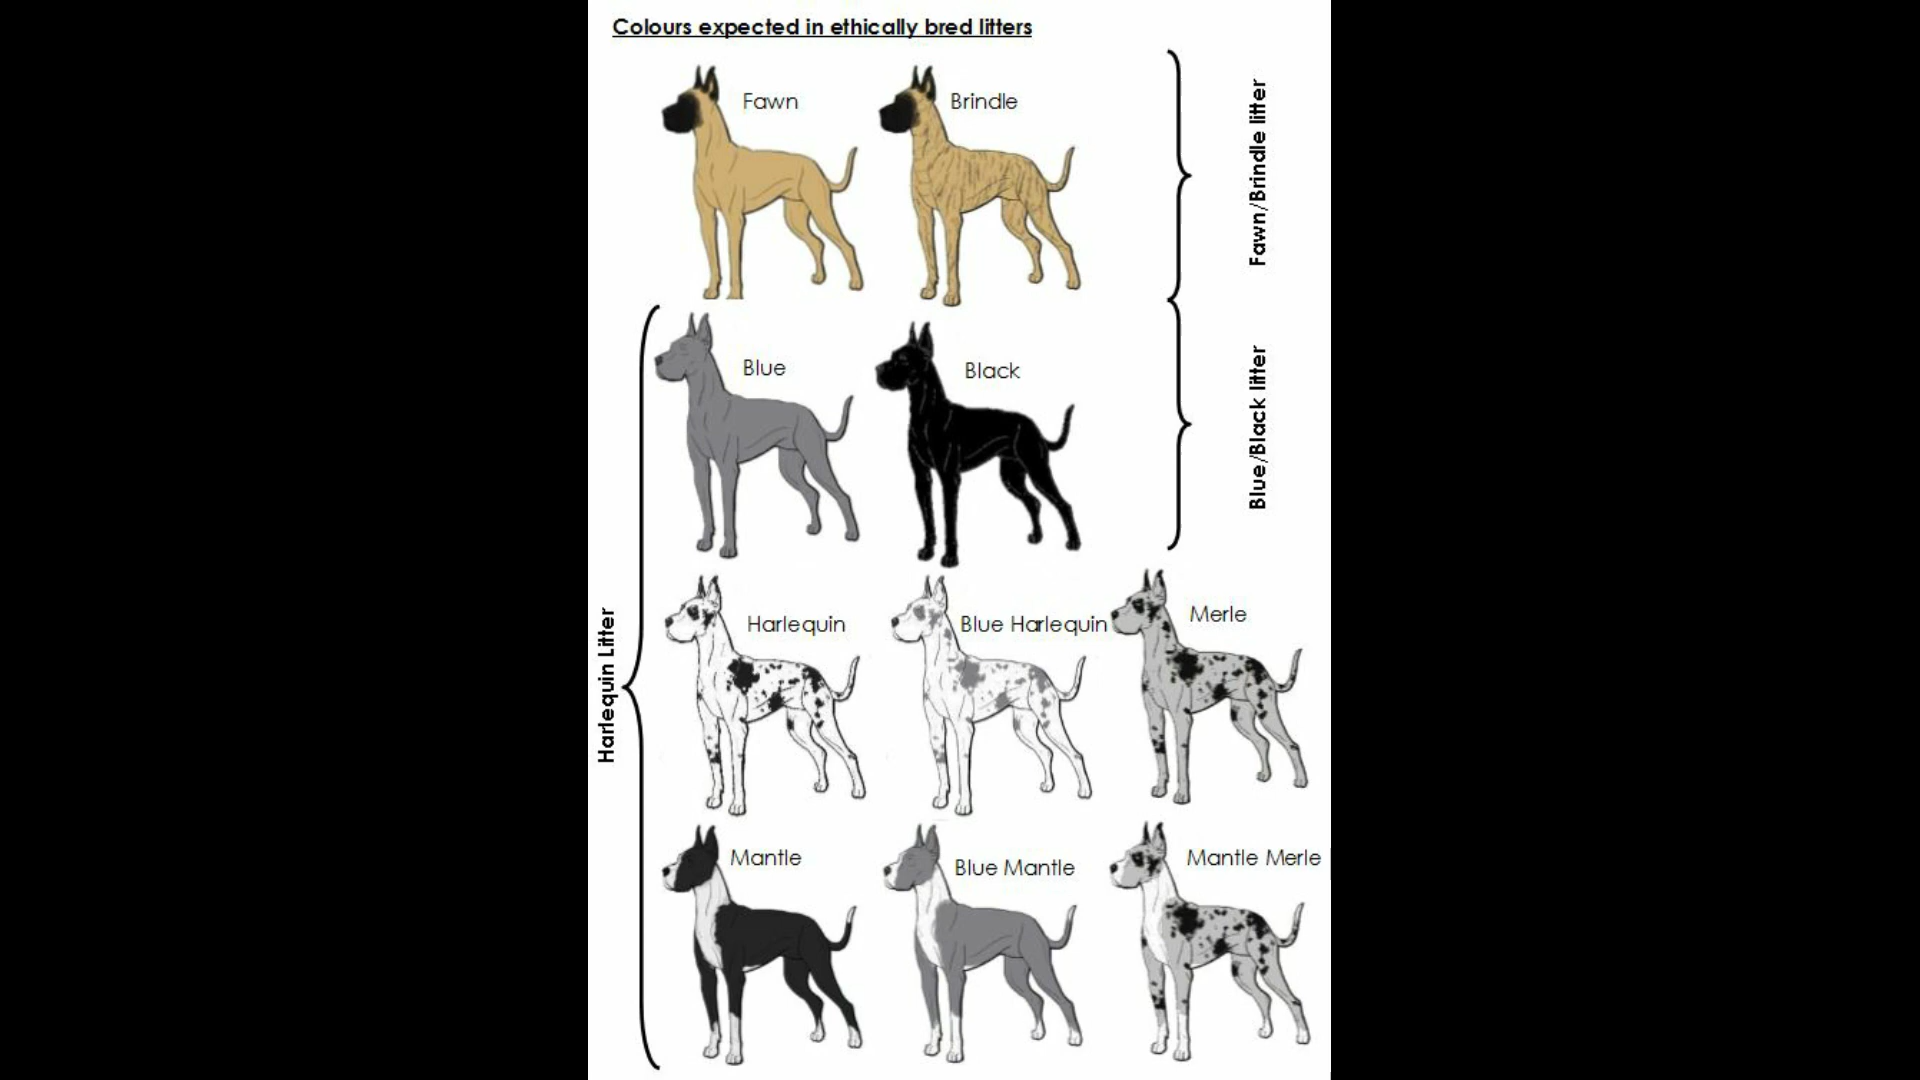 Colours expected in ethically bred litters
Fawn
Brindle
Fawn/Brindle litter
Blue
Black
Blue/Black litter
Harlequin Litter
Harlequin
Blue Harlequin
Merle
Mantle
Blue Mantle
Mantle Merle